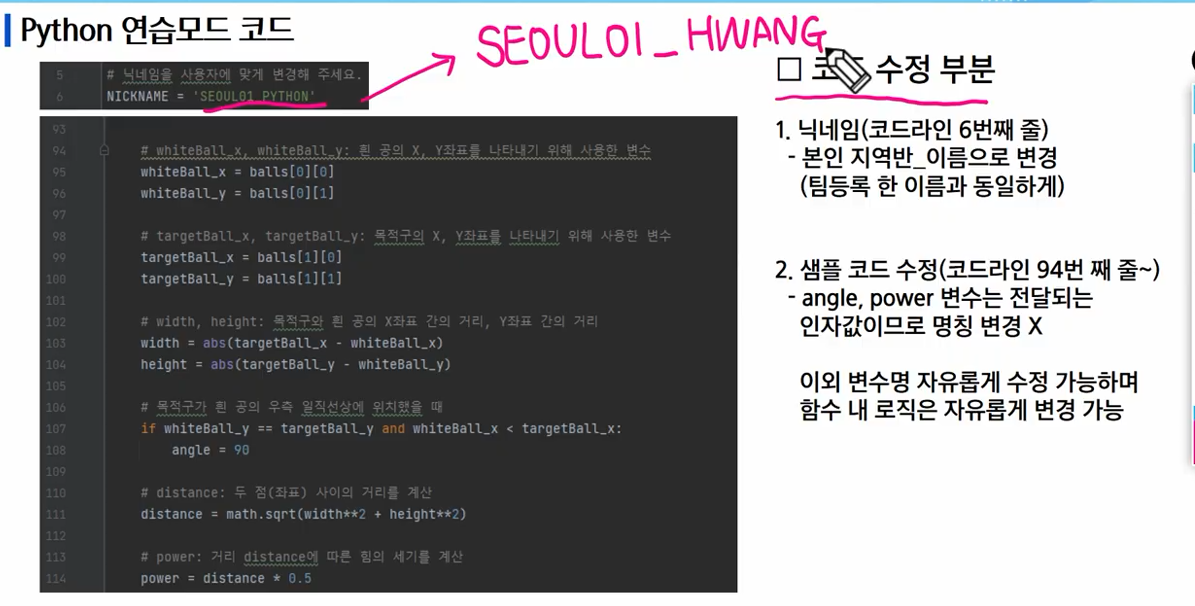 Python 연습모드 코드
SEOUL01_HWANG
5 # 닉네임을 사용자에 맞게 변경해 주세요.
6 NICKNAME = 'SEOUL01_PYTHON'
93
94 # whiteBall_x, whiteBall_y: 흰 공의 X, Y좌표를 나타내기 위해 사용한 변수
95 whiteBall_x = balls[0][0]
96 whiteBall_y = balls[0][1]
97
98 # targetBall_x, targetBall_y: 목적구의 X, Y좌표를 나타내기 위해 사용한 변수
99 targetBall_x = balls[1][0]
100 targetBall_y = balls[1][1]
101
102 # width, height: 목적구와 흰 공의 X좌표 간의 거리, Y좌표 간의 거리
103 width = abs(targetBall_x - whiteBall_x)
104 height = abs(targetBall_y - whiteBall_y)
105
106 # 목적구가 흰 공의 우측 일직선상에 위치했을 때
107 if whiteBall_y == targetBall_y and whiteBall_x < targetBall_x:
108 angle = 90
109
110 # distance: 두 점(좌표) 사이의 거리를 계산
111 distance = math.sqrt(width**2 + height**2)
112
113 # power: 거리 distance에 따른 힘의 세기를 계산
114 power = distance * 0.5
□ 수정 부분
1. 닉네임(코드라인 6번째 줄)
- 본인 지역반_이름으로 변경
(팀등록 한 이름과 동일하게)
2. 샘플 코드 수정(코드라인 94번 째 줄~)
- angle, power 변수는 전달되는
인자값이므로 명칭 변경 X
이외 변수명 자유롭게 수정 가능하며
함수 내 로직은 자유롭게 변경 가능